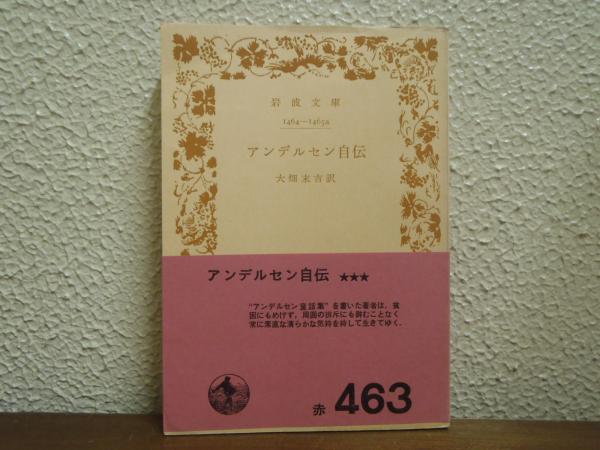 岩波文庫
1464—1465a
アンデルセン自伝
大畑末吉訳
アンデルセン自伝 ★★★
“アンデルセン童話集” を書いた著者は、貧
困にもめげず、周囲の排斥にも歪むことなく
常に素直な清らかな気持を持して生きてゆく.
赤 463